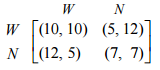 W N
W [(10, 10) (5, 12)
N (12, 5) (7, 7)]